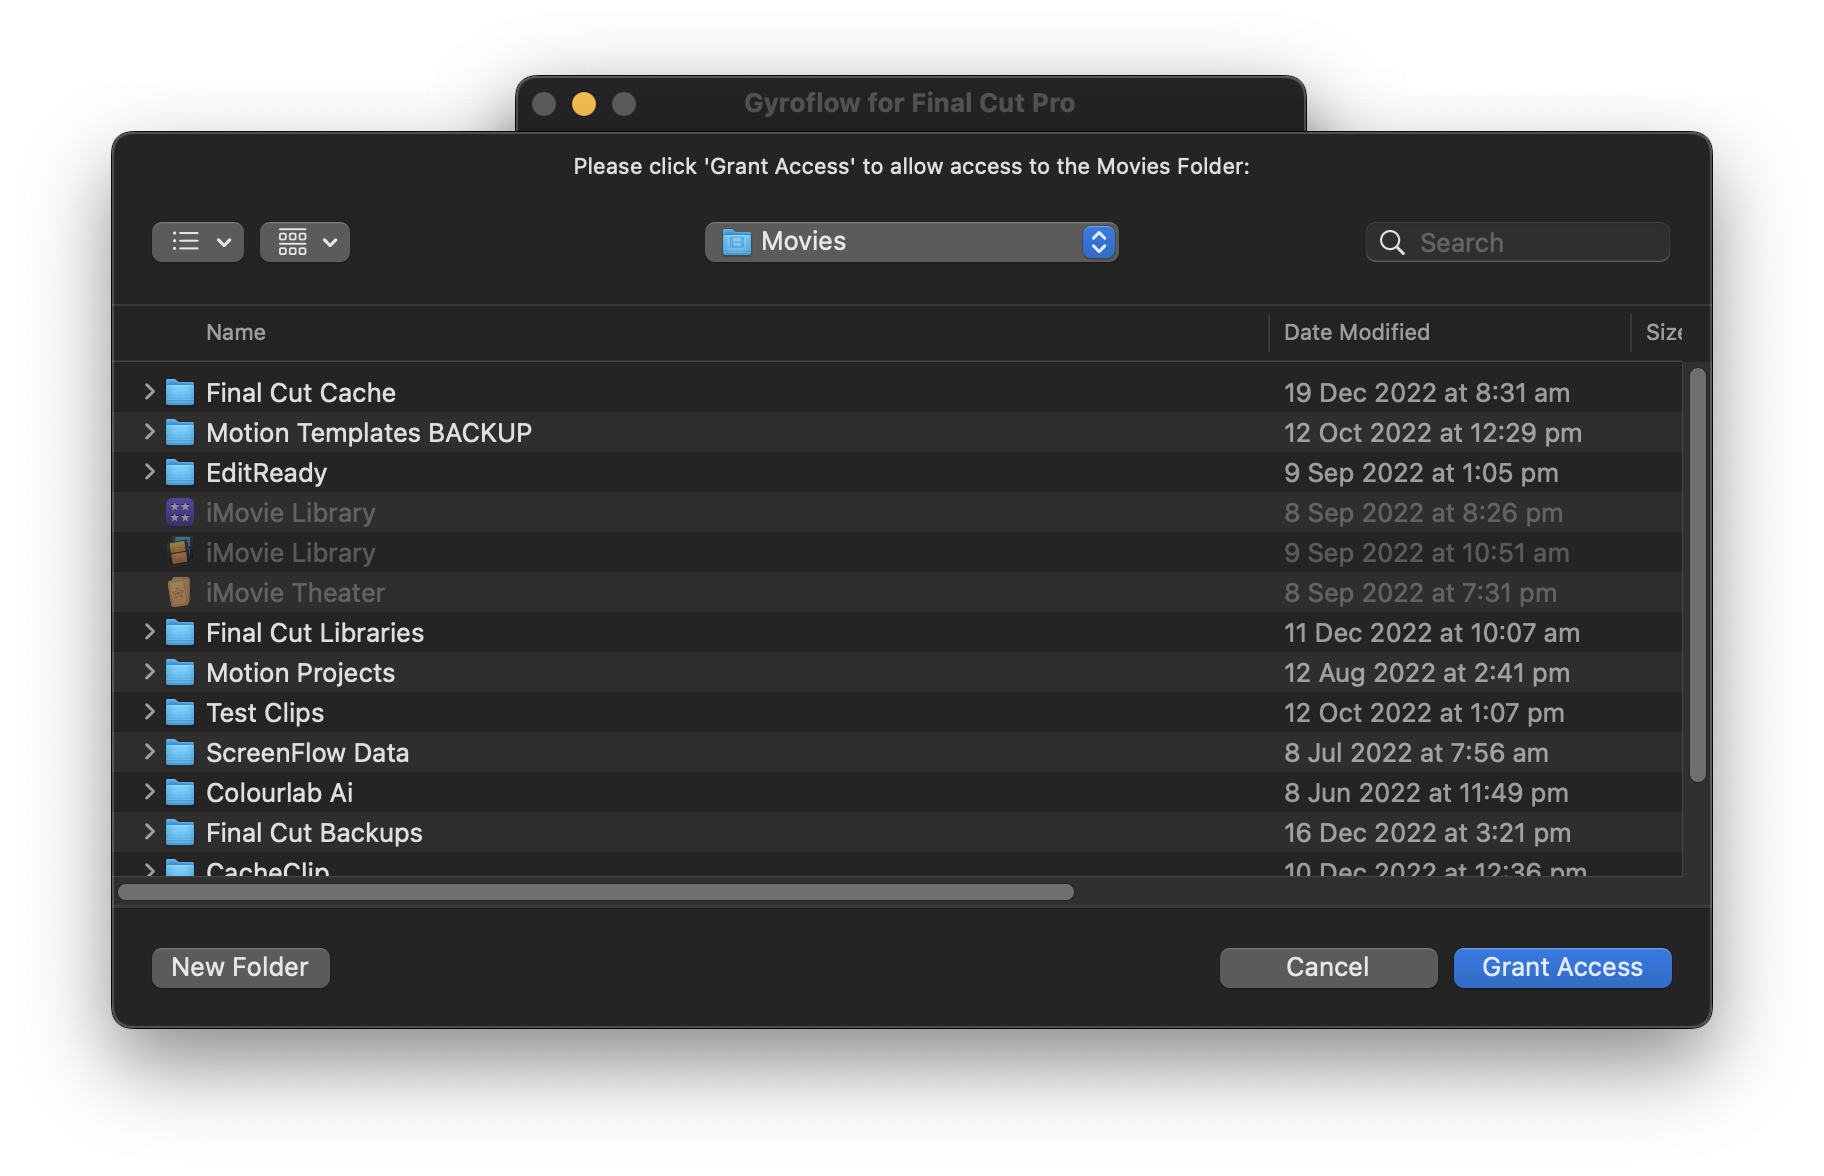 Gyroflow for Final Cut Pro
Please click 'Grant Access' to allow access to the Movies Folder:
Movies
Search
Name Date Modified Size
Final Cut Cache 19 Dec 2022 at 8:31 am
Motion Templates BACKUP 12 Oct 2022 at 12:29 pm
EditReady 9 Sep 2022 at 1:05 pm
iMovie Library 8 Sep 2022 at 8:26 pm
iMovie Library 9 Sep 2022 at 10:51 am
iMovie Theater 8 Sep 2022 at 7:31 pm
Final Cut Libraries 11 Dec 2022 at 10:07 am
Motion Projects 12 Aug 2022 at 2:41 pm
Test Clips 12 Oct 2022 at 1:07 pm
ScreenFlow Data 8 Jul 2022 at 7:56 am
Colourlab Ai 8 Jun 2022 at 11:49 pm
Final Cut Backups 16 Dec 2022 at 3:21 pm
CacheClip 10 Dec 2022 at 12:36 pm
New Folder Cancel Grant Access